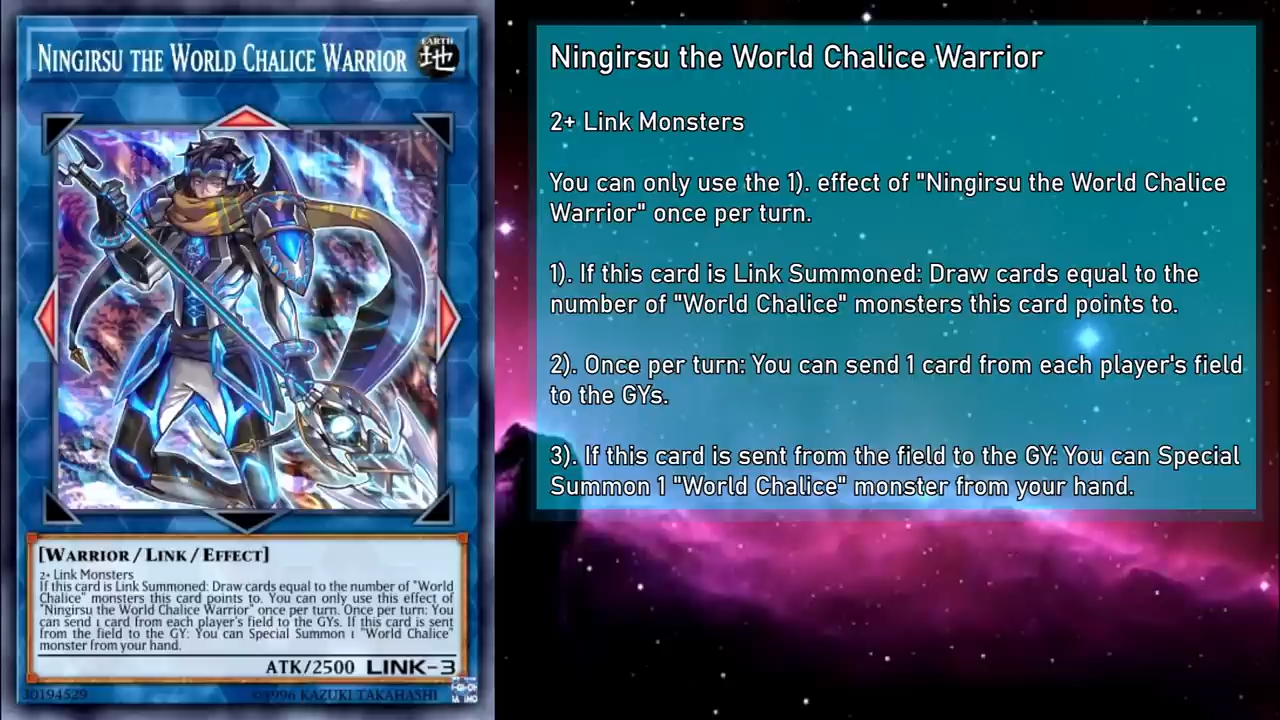 NINGIRSU THE WORLD CHALICE WARRIOR
EARTH
地
[WARRIOR / LINK / EFFECT]
2+ Link Monsters
If this card is Link Summoned: Draw cards equal to the number of "World
Chalice" monsters this card points to. You can only use this effect of
"Ningirsu the World Chalice Warrior" once per turn. Once per turn: You
can send 1 card from each player's field to the GYs. If this card is sent
from the field to the GY: You can Special Summon 1 "World Chalice"
monster from your hand.
ATK/2500 LINK-3
30194529
©1996 KAZUKI TAKAHASHI
Ningirsu the World Chalice Warrior
2+ Link Monsters
You can only use the 1). effect of "Ningirsu the World Chalice
Warrior" once per turn.
1). If this card is Link Summoned: Draw cards equal to the
number of "World Chalice" monsters this card points to.
2). Once per turn: You can send 1 card from each player's field
to the GYs.
3). If this card is sent from the field to the GY: You can Special
Summon 1 "World Chalice" monster from your hand.